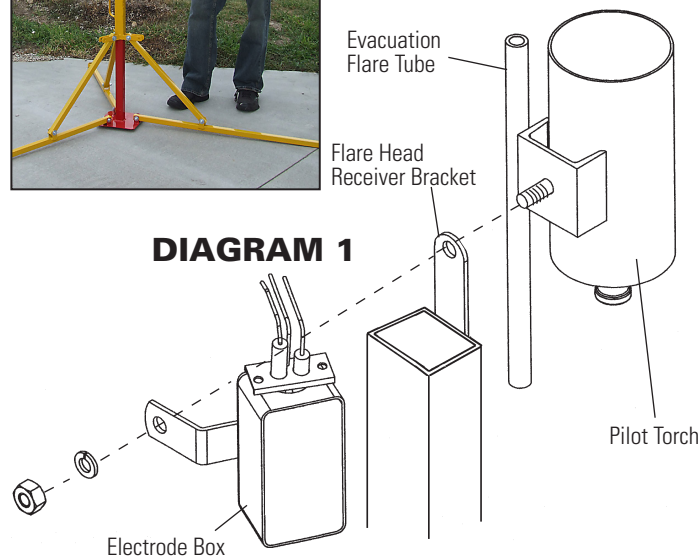 Evacuation
Flare Tube
Flare Head
Receiver Bracket
DIAGRAM 1
Pilot Torch
Electrode Box